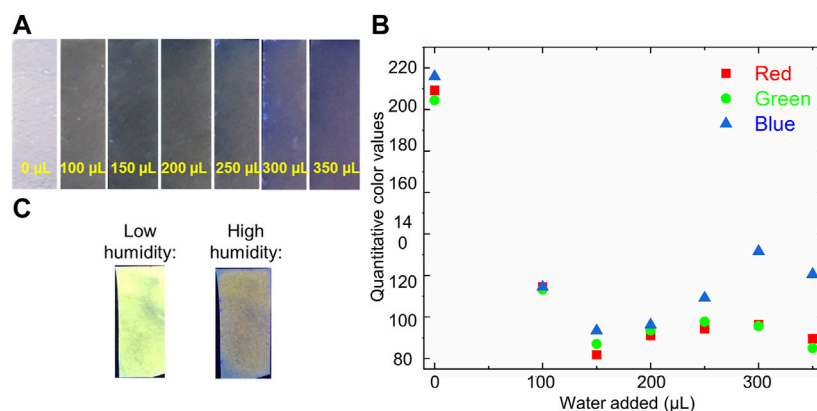 A
0 µL 100 µL 150 µL 200 µL 250 µL 300 µL 350 µL
C
Low
humidity:
High
humidity:
B
Quantitative color values
220
200
180
160
14
0
120
100
80
0 100 200 300
Water added (µL)
Red
Green
Blue